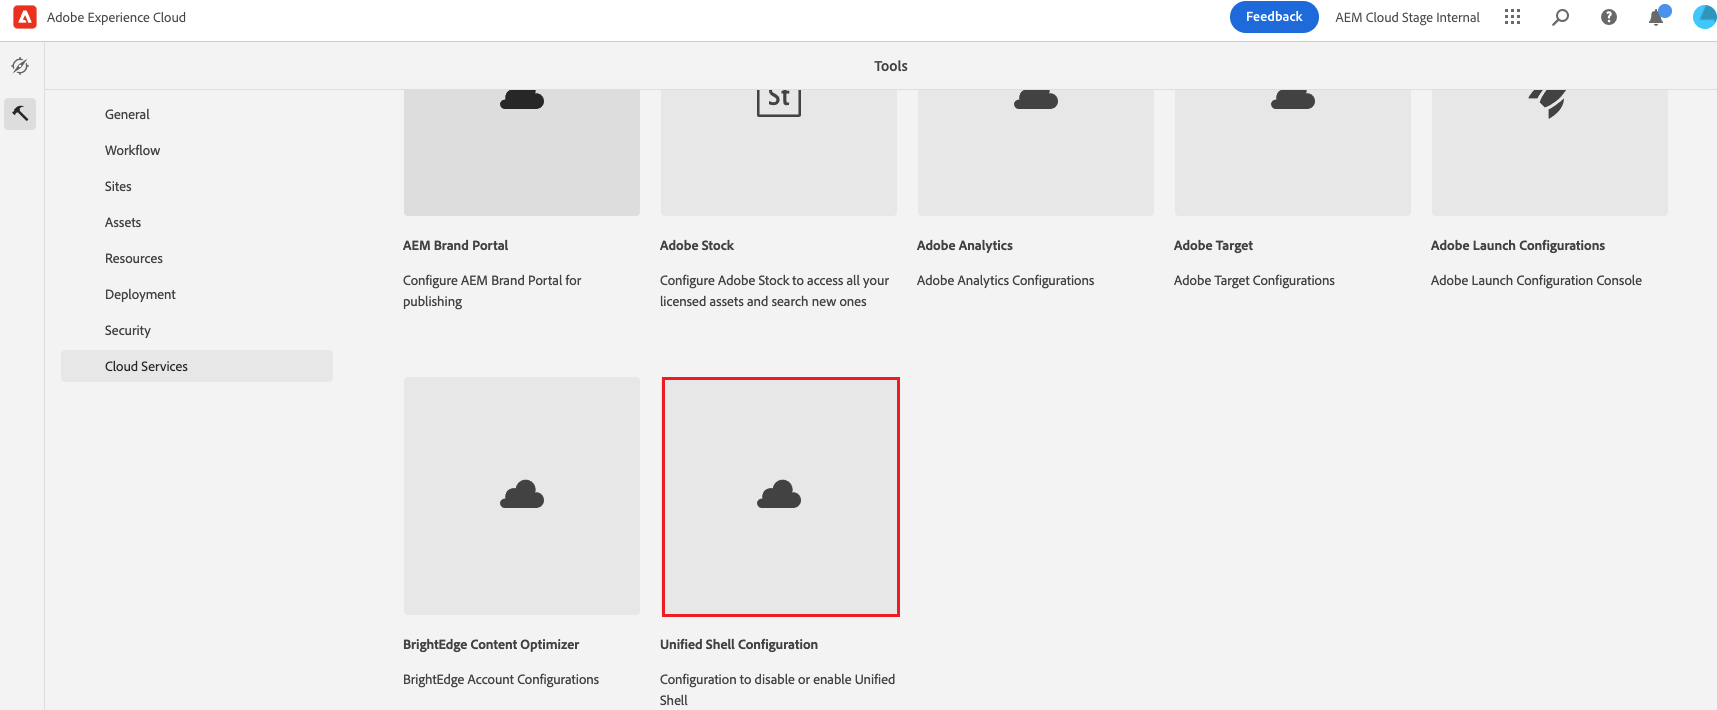 Adobe Experience Cloud
Feedback
AEM Cloud Stage Internal
Tools
General
Workflow
Sites
Assets
Resources
Deployment
Security
Cloud Services
St
AEM Brand Portal
Configure AEM Brand Portal for
publishing
Adobe Stock
Configure Adobe Stock to access all your
licensed assets and search new ones
Adobe Analytics
Adobe Analytics Configurations
Adobe Target
Adobe Target Configurations
Adobe Launch Configurations
Adobe Launch Configuration Console
BrightEdge Content Optimizer
BrightEdge Account Configurations
Unified Shell Configuration
Configuration to disable or enable Unified
Shell